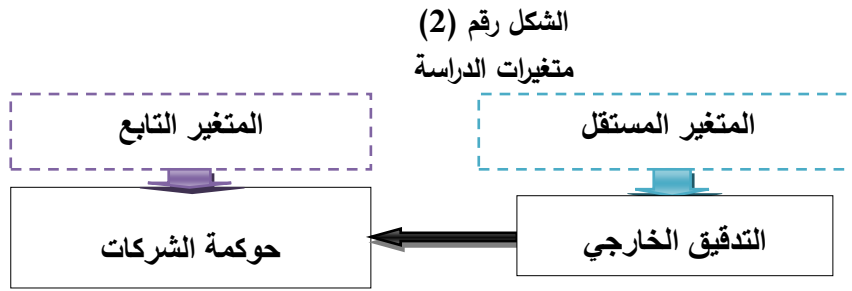 الشكل رقم (2)
متغيرات الدراسة
المتغير المستقل
المتغير التابع
التدقيق الخارجي
حوكمة الشركات